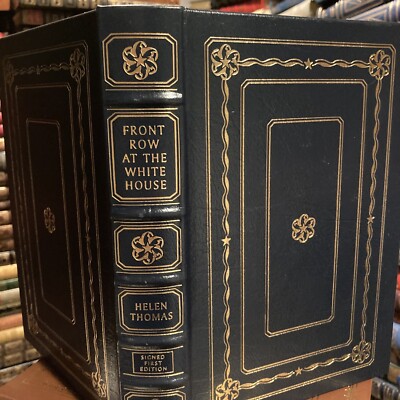 FRONT
ROW
AT THE
WHITE
HOUSE
HELEN
THOMAS
SIGNED
FIRST
EDITION